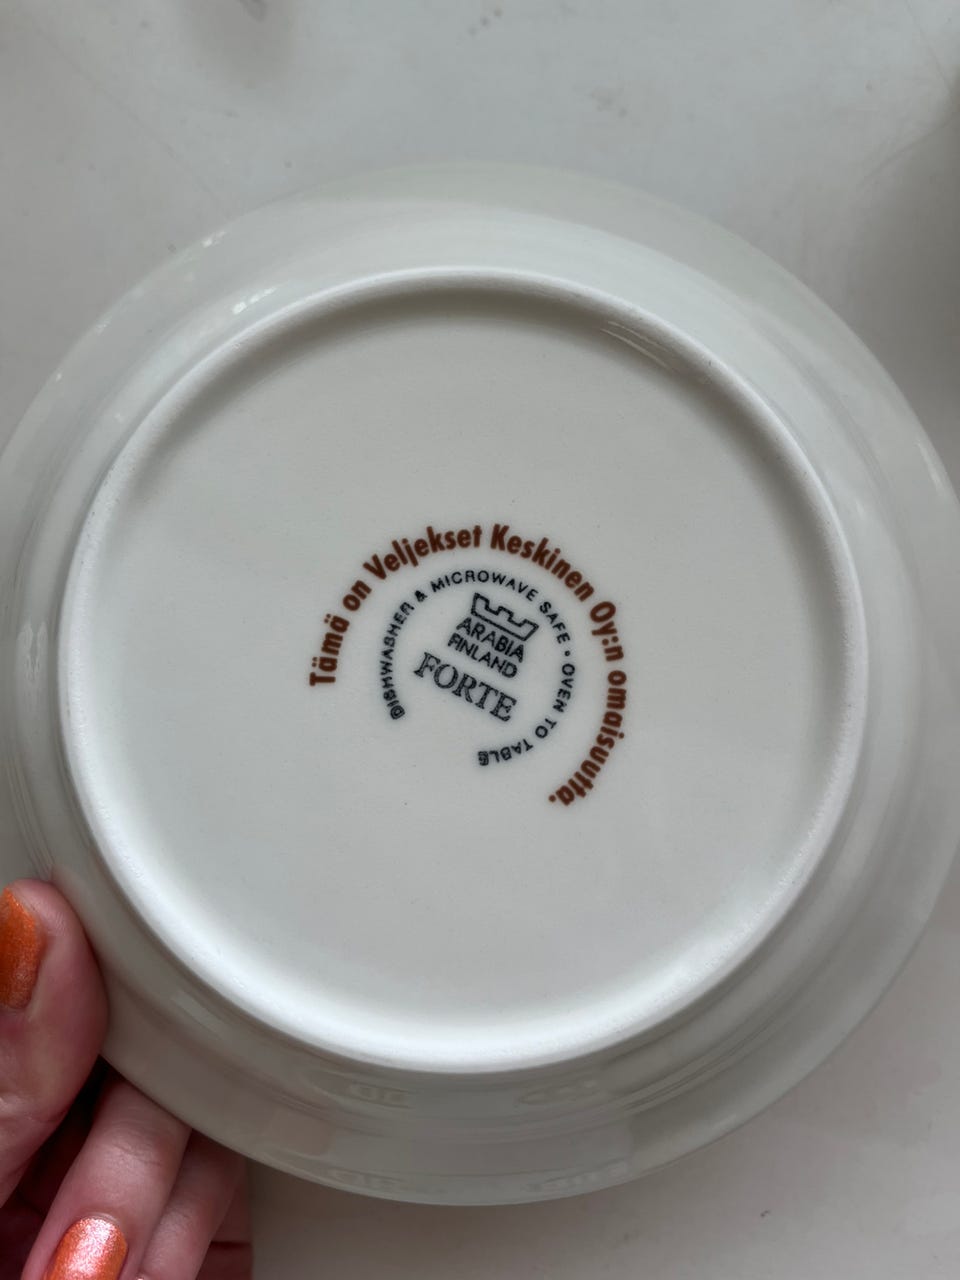 Tämä on Veljekset Keskinen Oy:n omaisuutta.
DISHWASHER & MICROWAVE SAFE • OVEN TO TABLE
ARABIA
FINLAND
FORTE